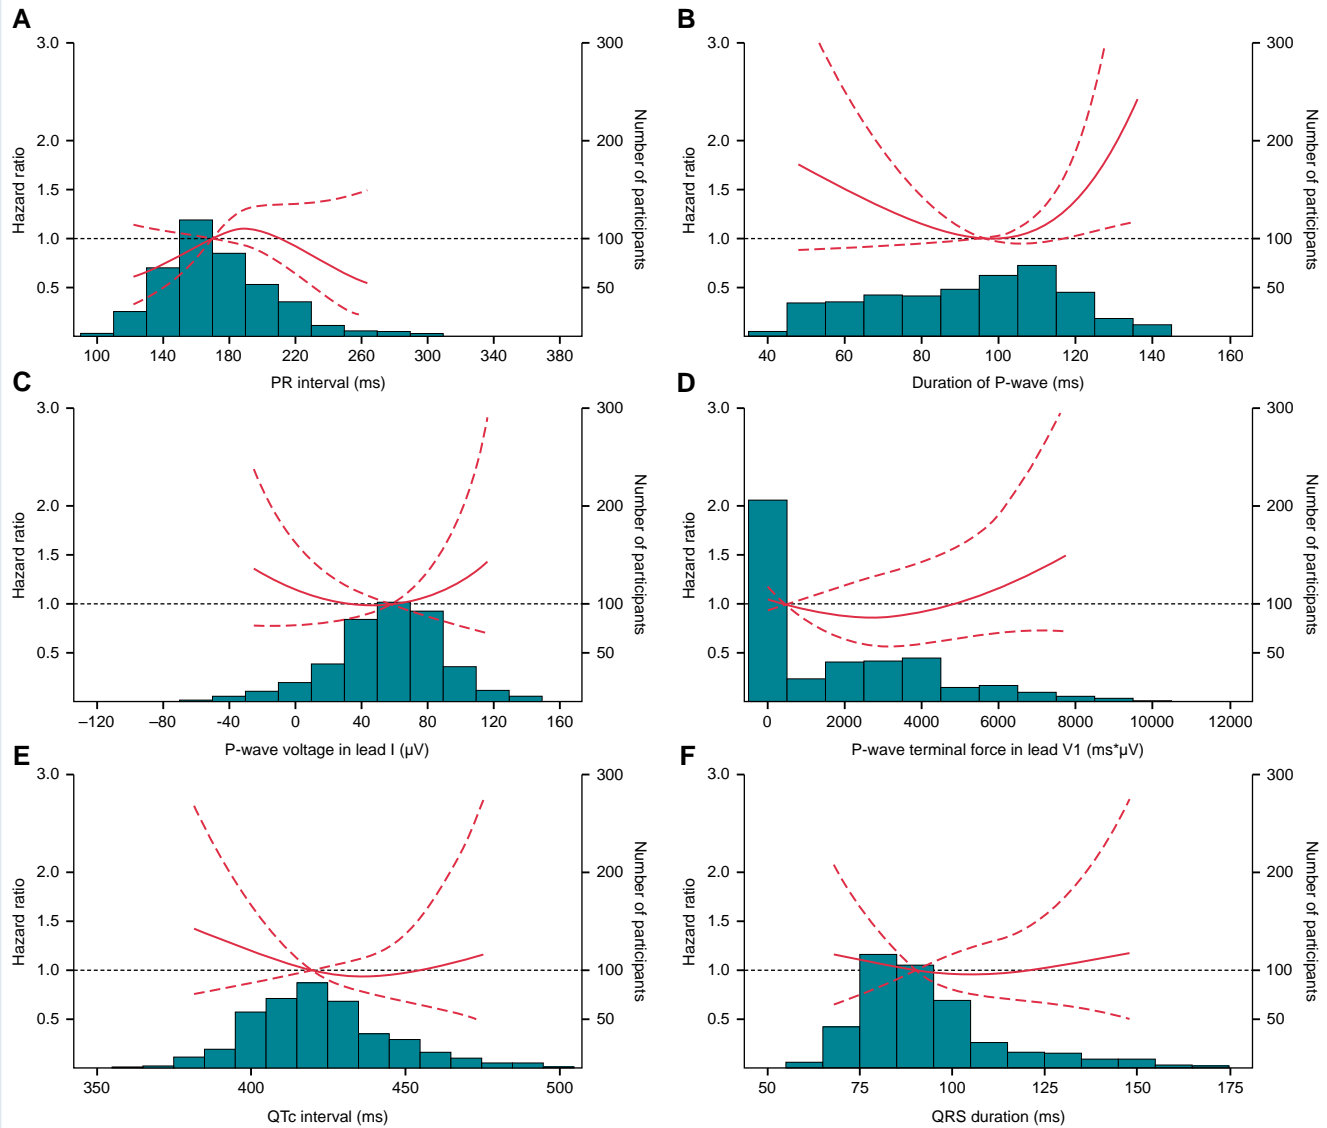 A
B
3.0
2.0
1.5
1.0
0.5
Hazard ratio
300
200
100
50
Number of participants
100 140 180 220 260 300 340 380
PR interval (ms)
3.0
2.0
1.5
1.0
0.5
Hazard ratio
300
200
100
50
Number of participants
40 60 80 100 120 140 160
Duration of P-wave (ms)
C
D
3.0
2.0
1.5
1.0
0.5
Hazard ratio
300
200
100
50
Number of participants
−120 −80 -40 0 40 80 120 160
P-wave voltage in lead I (μV)
3.0
2.0
1.5
1.0
0.5
Hazard ratio
300
200
100
50
Number of participants
0 2000 4000 6000 8000 10000 12000
P-wave terminal force in lead V1 (ms*μV)
E
F
3.0
2.0
1.5
1.0
0.5
Hazard ratio
300
200
100
50
Number of participants
350 400 450 500
QTc interval (ms)
3.0
2.0
1.5
1.0
0.5
Hazard ratio
300
200
100
50
Number of participants
50 75 100 125 150 175
QRS duration (ms)